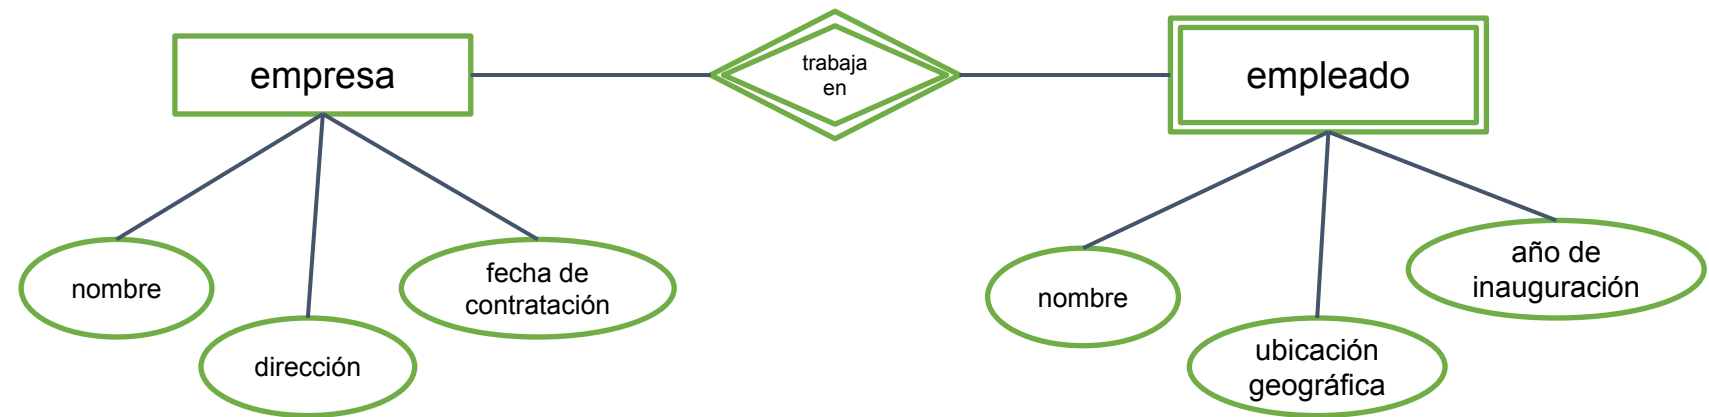 empresa
trabaja
en
empleado
nombre
dirección
fecha de
contratación
nombre
ubicación
geográfica
año de
inauguración